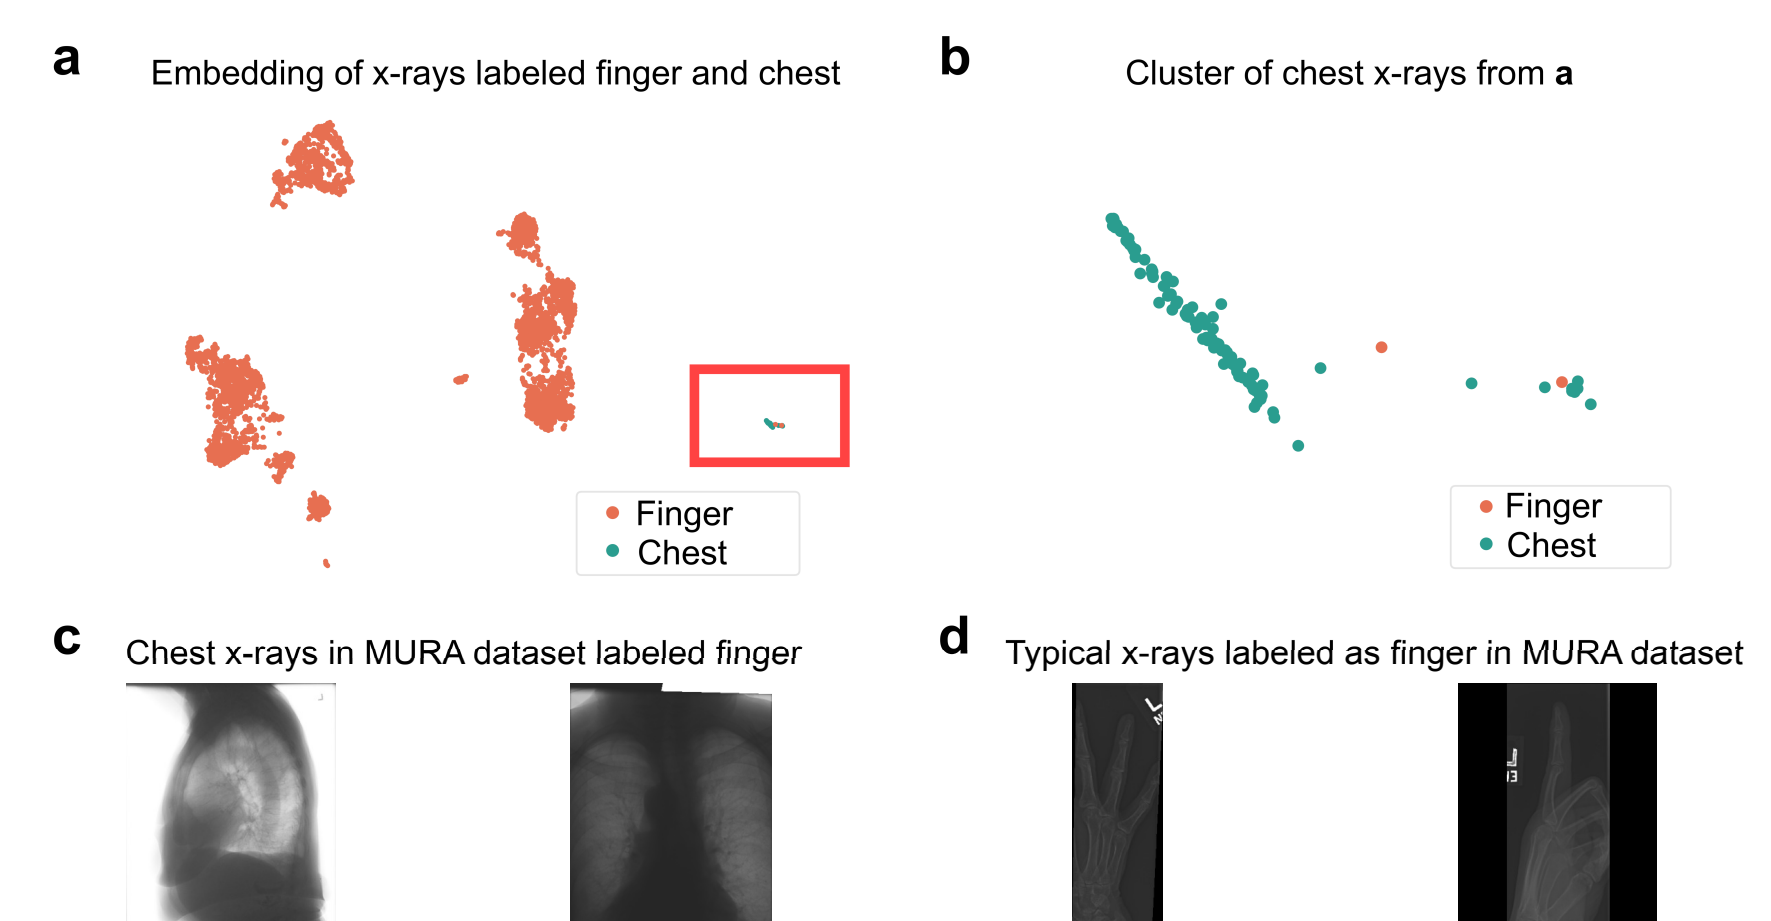 a
Embedding of x-rays labeled finger and chest
Finger
Chest
b
Cluster of chest x-rays from a
Finger
Chest
c
Chest x-rays in MURA dataset labeled finger
d
Typical x-rays labeled as finger in MURA dataset
L
L